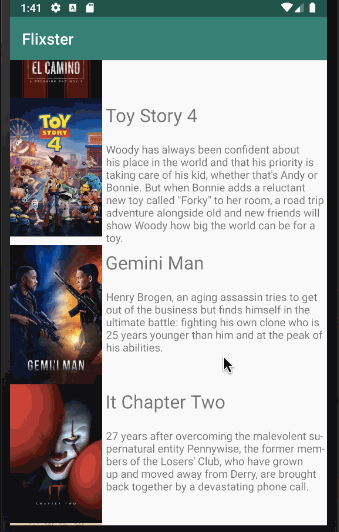 1:41
Flixster
EL CAMINO
TOY
STORY
4
Toy Story 4
Woody has always been confident about
his place in the world and that his priority is
taking care of his kid, whether that's Andy or
Bonnie. But when Bonnie adds a reluctant
new toy called "Forky" to her room, a road trip
adventure alongside old and new friends will
show Woody how big the world can be for a
toy.
GEMINI MAN
Gemini Man
Henry Brogen, an aging assassin tries to get
out of the business but finds himself in the
ultimate battle: fighting his own clone who is
25 years younger than him and at the peak of
his abilities.
IT
CHAPTER TWO
It Chapter Two
27 years after overcoming the malevolent su-
pernatural entity Pennywise, the former mem-
bers of the Losers' Club, who have grown
up and moved away from Derry, are brought
back together by a devastating phone call.